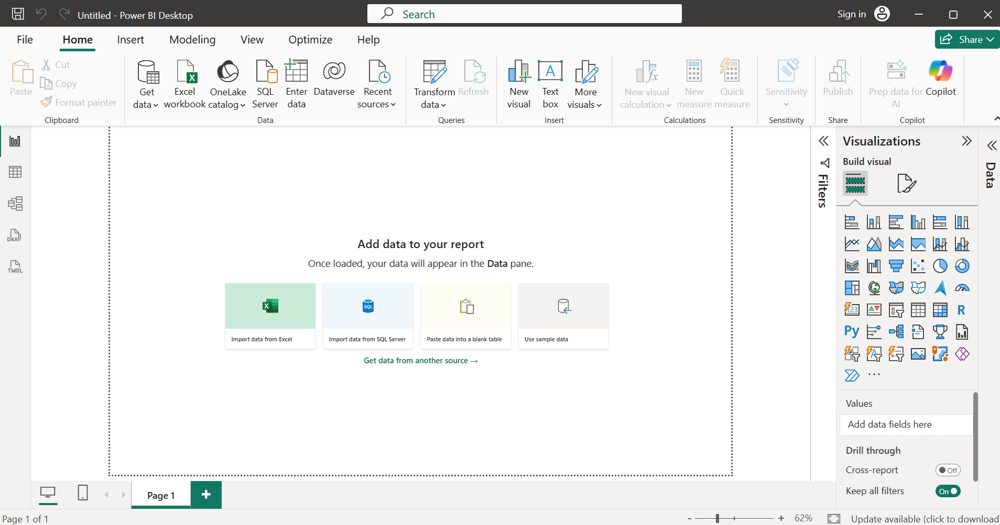 Untitled - Power BI Desktop
Search
Sign in
File
Home
Insert
Modeling
View
Optimize
Help
Share
Paste
Cut
Copy
Format painter
Clipboard
Get data
Excel workbook
OneLake catalog
SQL Server
Enter data
Dataverse
Recent sources
Data
Transform data
Refresh
Queries
New visual
A
Text box
More visuals
Insert
fx
New visual calculation
New measure
Quick measure
Calculations
Sensitivity
Sensitivity
Publish
Share
Prep data for AI
Copilot
Copilot
DAX
TMDL
Add data to your report
Once loaded, your data will appear in the Data pane.
X
SQL
Import data from Excel
Import data from SQL Server
Paste data into a blank table
Use sample data
Get data from another source →
Filters
Visualizations
Build visual
123
R
Py
Values
Add data fields here
Drill through
Cross-report
Off
Keep all filters
On
Data
Page 1
Page 1 of 1
- + 62%
Update available (click to download)